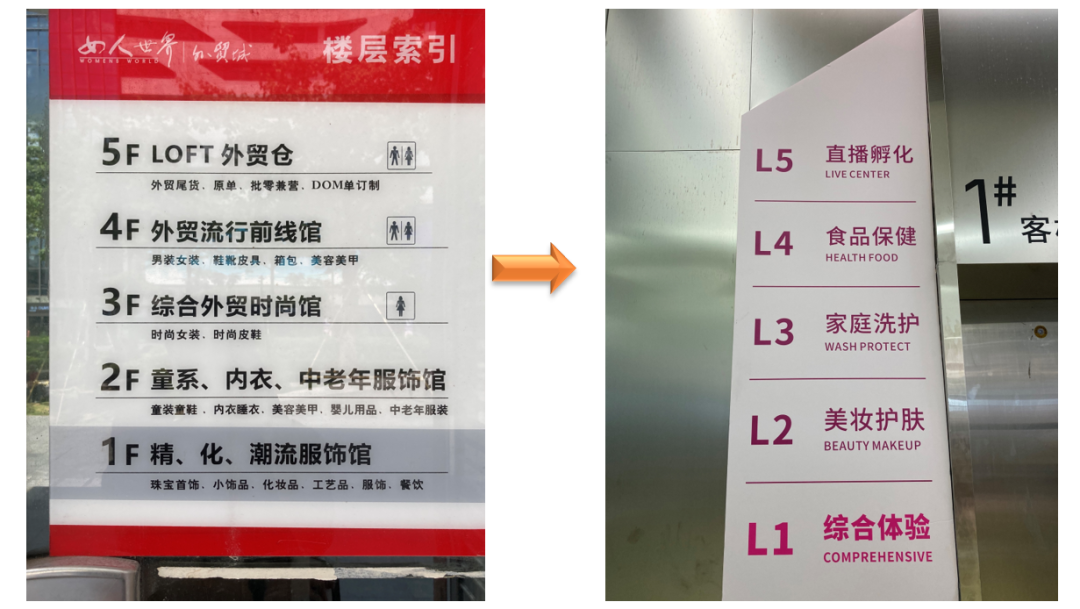 女人世界 外贸城
WOMENS WORLD
楼层索引
5F LOFT 外贸仓
外贸尾货、原单、批零兼营、DOM单订制
4F 外贸流行前线馆
男装女装、鞋靴皮具、箱包、美容美甲
3F 综合外贸时尚馆
时尚女装、时尚皮鞋
2F 童系、内衣、中老年服饰馆
童装童鞋、内衣睡衣、美容美甲、婴儿用品、中老年服装
1F 精、化、潮流服饰馆
珠宝首饰、小饰品、化妆品、工艺品、服饰、餐饮
L5 直播孵化
LIVE CENTER
L4 食品保健
HEALTH FOOD
L3 家庭洗护
WASH PROTECT
L2 美妆护肤
BEAUTY MAKEUP
L1 综合体验
COMPREHENSIVE
1#
客